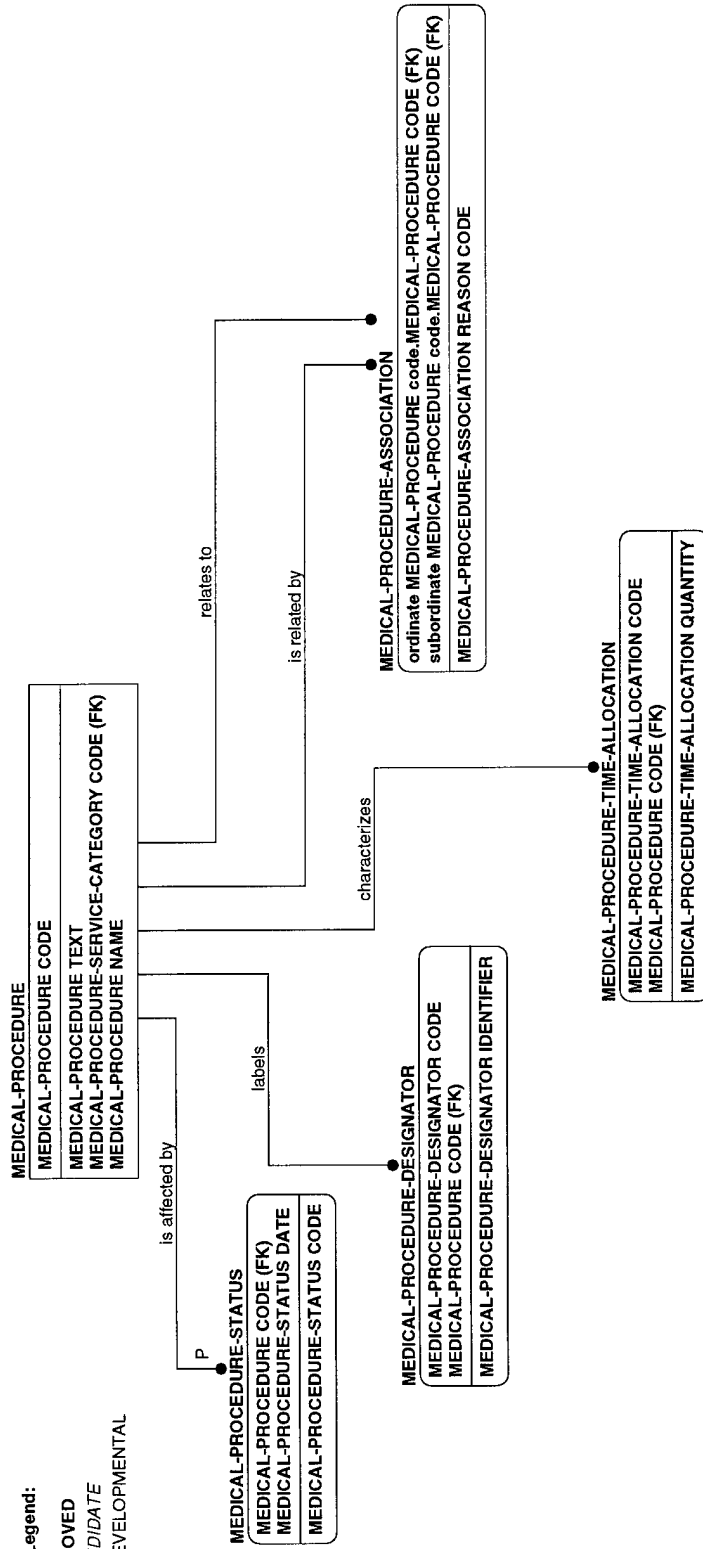 egend:
OVED
DIDATE
EVELOPMENTAL
MEDICAL-PROCEDURE
MEDICAL-PROCEDURE CODE
MEDICAL-PROCEDURE TEXT
MEDICAL-PROCEDURE-SERVICE-CATEGORY CODE (FK)
MEDICAL-PROCEDURE NAME
is affected by
P
labels
characterizes
is related by
relates to
MEDICAL-PROCEDURE-STATUS
MEDICAL-PROCEDURE CODE (FK)
MEDICAL-PROCEDURE-STATUS DATE
MEDICAL-PROCEDURE-STATUS CODE
MEDICAL-PROCEDURE-DESIGNATOR
MEDICAL-PROCEDURE-DESIGNATOR CODE
MEDICAL-PROCEDURE CODE (FK)
MEDICAL-PROCEDURE-DESIGNATOR IDENTIFIER
MEDICAL-PROCEDURE-TIME-ALLOCATION
MEDICAL-PROCEDURE-TIME-ALLOCATION CODE
MEDICAL-PROCEDURE CODE (FK)
MEDICAL-PROCEDURE-TIME-ALLOCATION QUANTITY
MEDICAL-PROCEDURE-ASSOCIATION
ordinate MEDICAL-PROCEDURE code.MEDICAL-PROCEDURE CODE (FK)
subordinate MEDICAL-PROCEDURE code.MEDICAL-PROCEDURE CODE (FK)
MEDICAL-PROCEDURE-ASSOCIATION REASON CODE